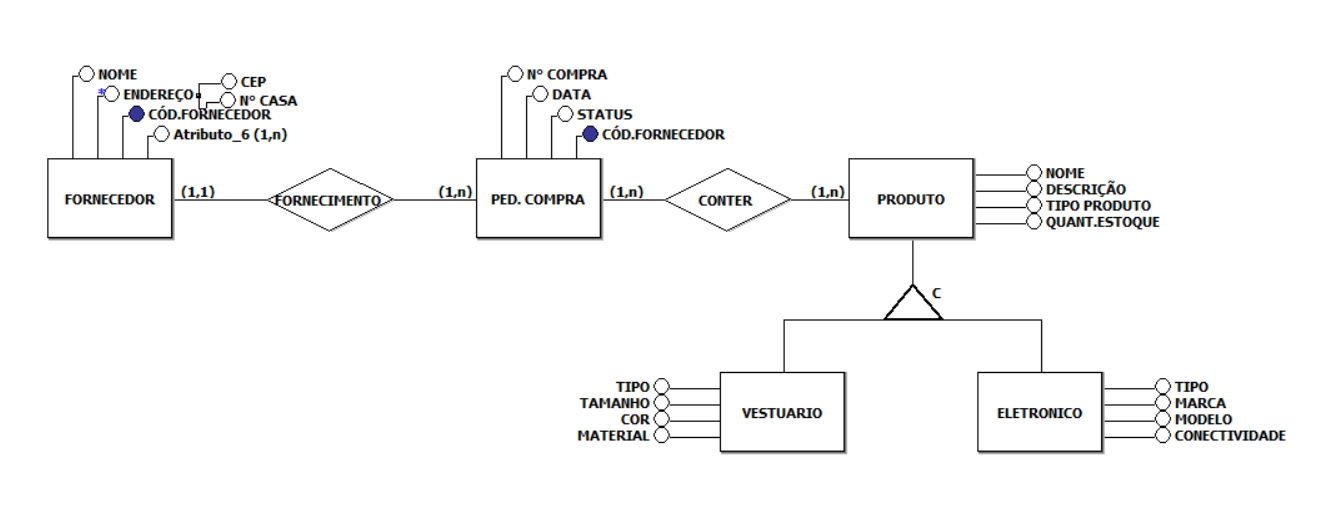 NOME
* ENDEREÇO
CEP
N° CASA
CÓD.FORNECEDOR
Atributo_6 (1,n)
FORNECEDOR
(1,1)
FORNECIMENTO
(1,n)
N° COMPRA
DATA
STATUS
CÓD.FORNECEDOR
PED. COMPRA
(1,n)
CONTER
(1,n)
PRODUTO
NOME
DESCRIÇÃO
TIPO PRODUTO
QUANT.ESTOQUE
C
TIPO
TAMANHO
COR
MATERIAL
VESTUARIO
ELETRONICO
TIPO
MARCA
MODELO
CONECTIVIDADE